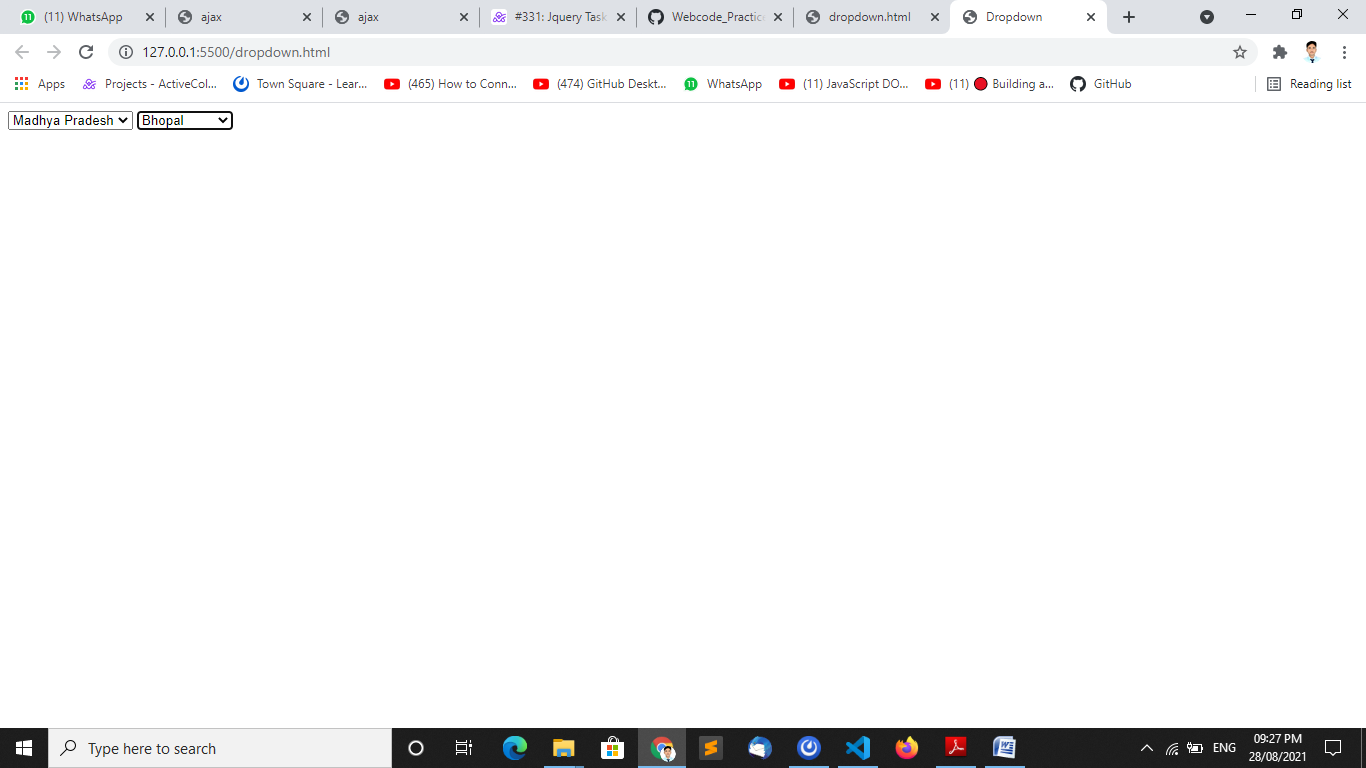 (11) WhatsApp ajax ajax #331: Jquery Task Webcode_Practice dropdown.html Dropdown
127.0.0.1:5500/dropdown.html
Apps Projects - ActiveCol... Town Square - Lear... (465) How to Conn... (474) GitHub Deskt... WhatsApp (11) JavaScript DO... (11) 🔴 Building a... GitHub Reading list
Madhya Pradesh Bhopal
Type here to search ENG 09:27 PM
28/08/2021